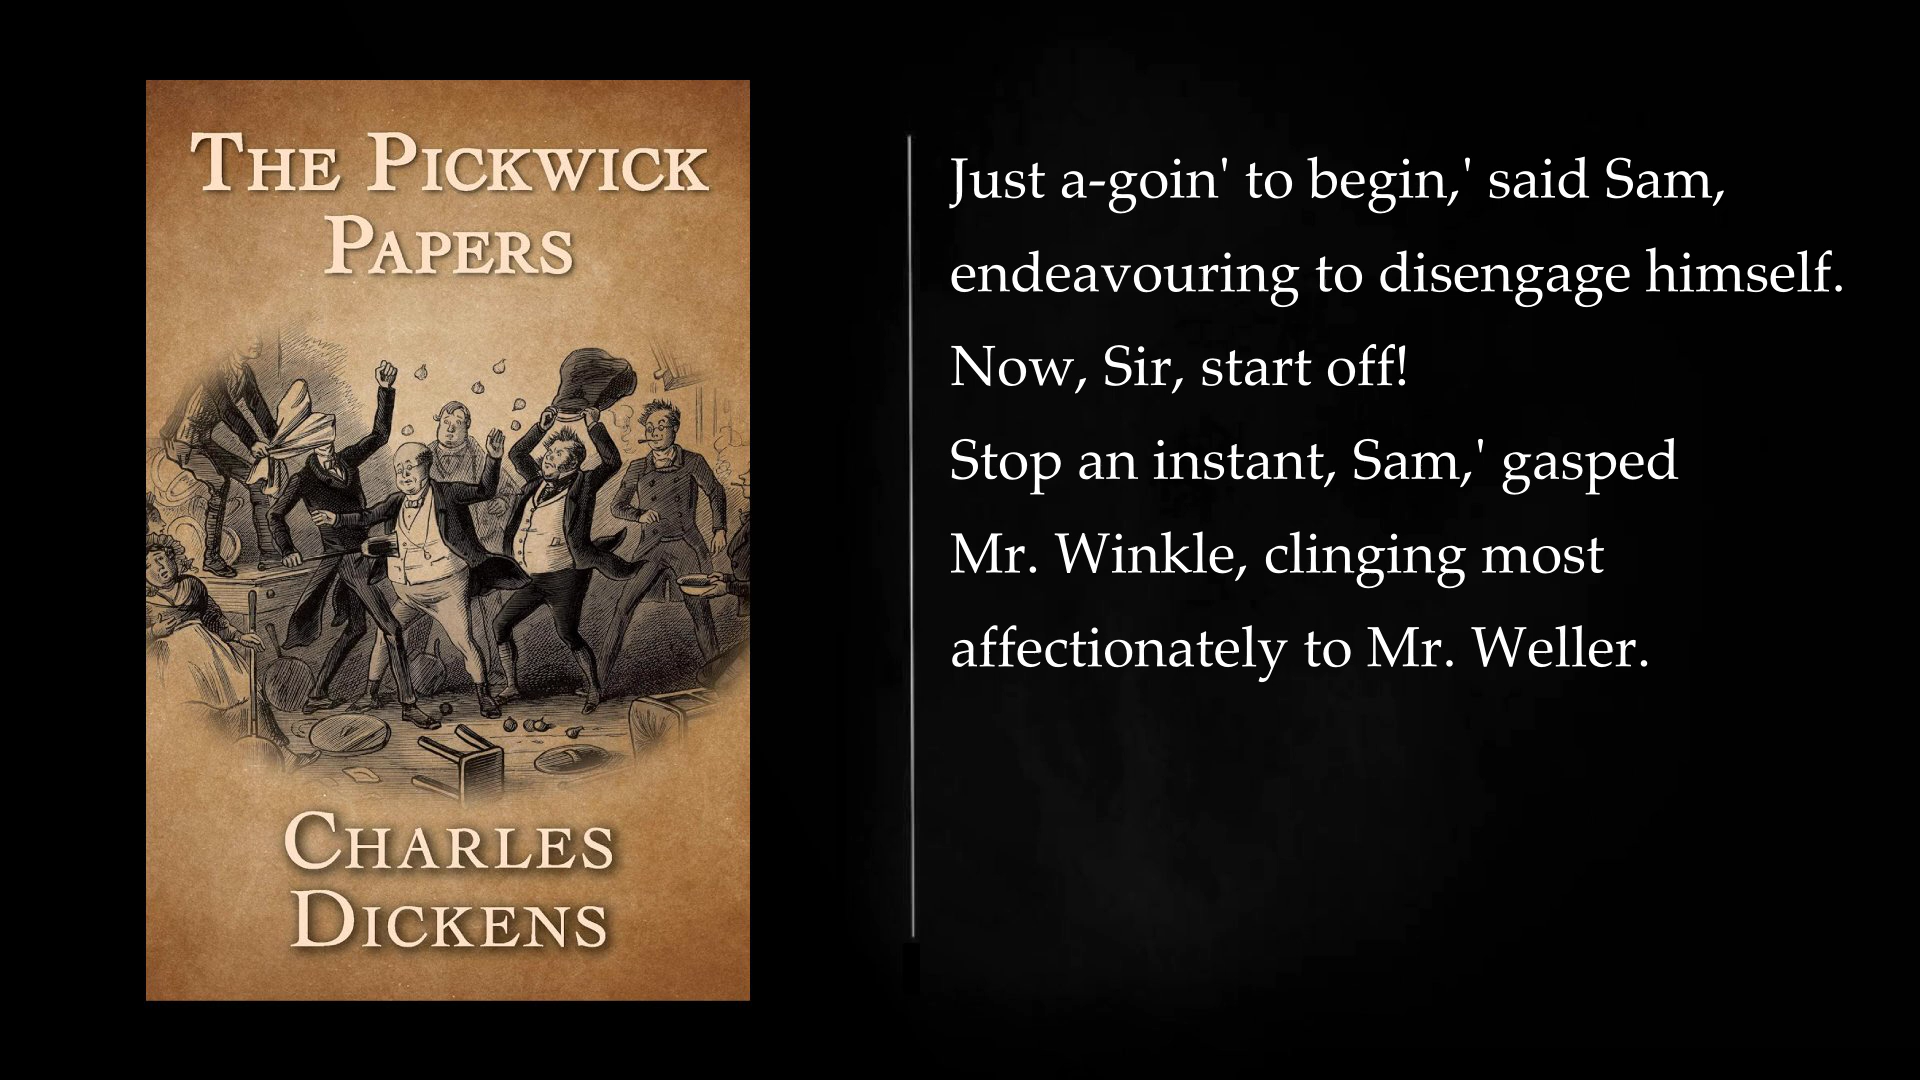 THE PICKWICK
PAPERS
CHARLES
DICKENS
Just a-goin' to begin,' said Sam,
endeavouring to disengage himself.
Now, Sir, start off!
Stop an instant, Sam,' gasped
Mr. Winkle, clinging most
affectionately to Mr. Weller.